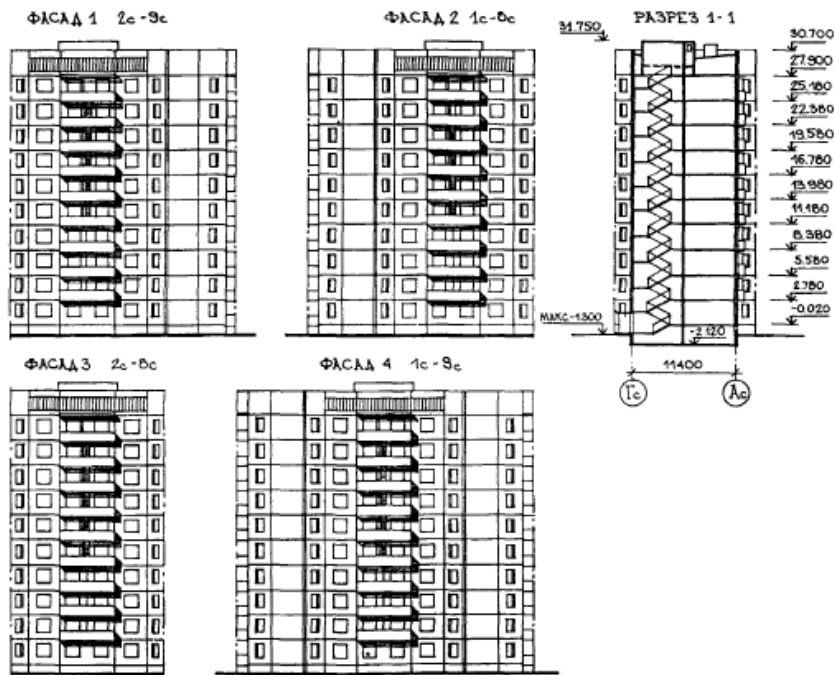 ФАСАД 1 2с-9с
ФАСАД 2 1с-8с
РАЗРЕЗ 1-1
31.750
30.700
27.900
25.180
22.380
19.580
16.780
13.980
11.180
8.380
5.580
2.780
-0.020
МАКС-1.300
-2.120
11400
Гс
Ас
ФАСАД 3 2с-8с
ФАСАД 4 1с-9с